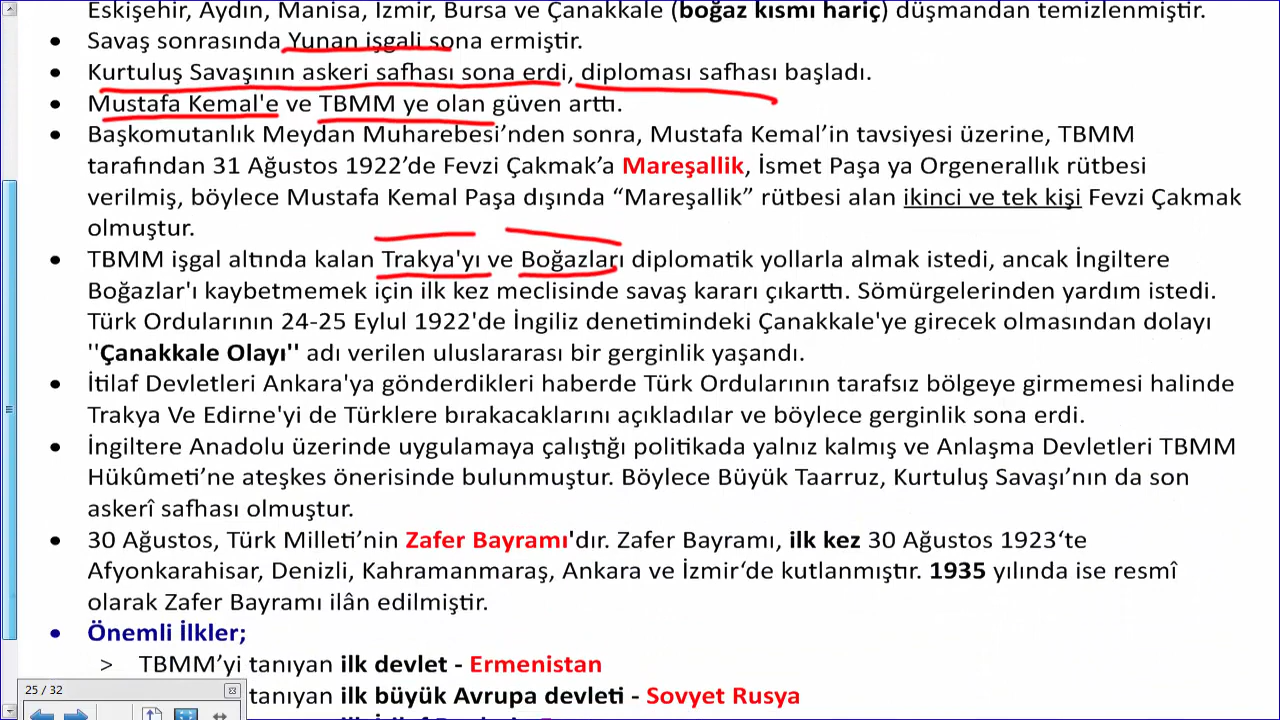 Eskişehir, Aydın, Manisa, İzmir, Bursa ve Çanakkale (boğaz kısmı hariç) düşmandan temizlenmiştir.
• Savaş sonrasında Yunan işgali sona ermiştir.
• Kurtuluş Savaşının askeri safhası sona erdi, diploması safhası başladı.
• Mustafa Kemal'e ve TBMM ye olan güven arttı.
• Başkomutanlık Meydan Muharebesi’nden sonra, Mustafa Kemal’in tavsiyesi üzerine, TBMM
tarafından 31 Ağustos 1922’de Fevzi Çakmak’a Mareşallik, İsmet Paşa ya Orgenerallık rütbesi
verilmiş, böylece Mustafa Kemal Paşa dışında “Mareşallik” rütbesi alan ikinci ve tek kişi Fevzi Çakmak
olmuştur.
• TBMM işgal altında kalan Trakya'yı ve Boğazları diplomatik yollarla almak istedi, ancak İngiltere
Boğazlar'ı kaybetmemek için ilk kez meclisinde savaş kararı çıkarttı. Sömürgelerinden yardım istedi.
Türk Ordularının 24-25 Eylul 1922'de İngiliz denetimindeki Çanakkale'ye girecek olmasından dolayı
''Çanakkale Olayı'' adı verilen uluslararası bir gerginlik yaşandı.
• İtilaf Devletleri Ankara'ya gönderdikleri haberde Türk Ordularının tarafsız bölgeye girmemesi halinde
Trakya Ve Edirne'yi de Türklere bırakacaklarını açıkladılar ve böylece gerginlik sona erdi.
• İngiltere Anadolu üzerinde uygulamaya çalıştığı politikada yalnız kalmış ve Anlaşma Devletleri TBMM
Hükûmeti’ne ateşkes önerisinde bulunmuştur. Böylece Büyük Taarruz, Kurtuluş Savaşı’nın da son
askerî safhası olmuştur.
• 30 Ağustos, Türk Milleti’nin Zafer Bayramı'dır. Zafer Bayramı, ilk kez 30 Ağustos 1923‘te
Afyonkarahisar, Denizli, Kahramanmaraş, Ankara ve İzmir‘de kutlanmıştır. 1935 yılında ise resmî
olarak Zafer Bayramı ilân edilmiştir.
• Önemli İlkler;
> TBMM’yi tanıyan ilk devlet - Ermenistan
tanıyan ilk büyük Avrupa devleti - Sovyet Rusya
25 / 32